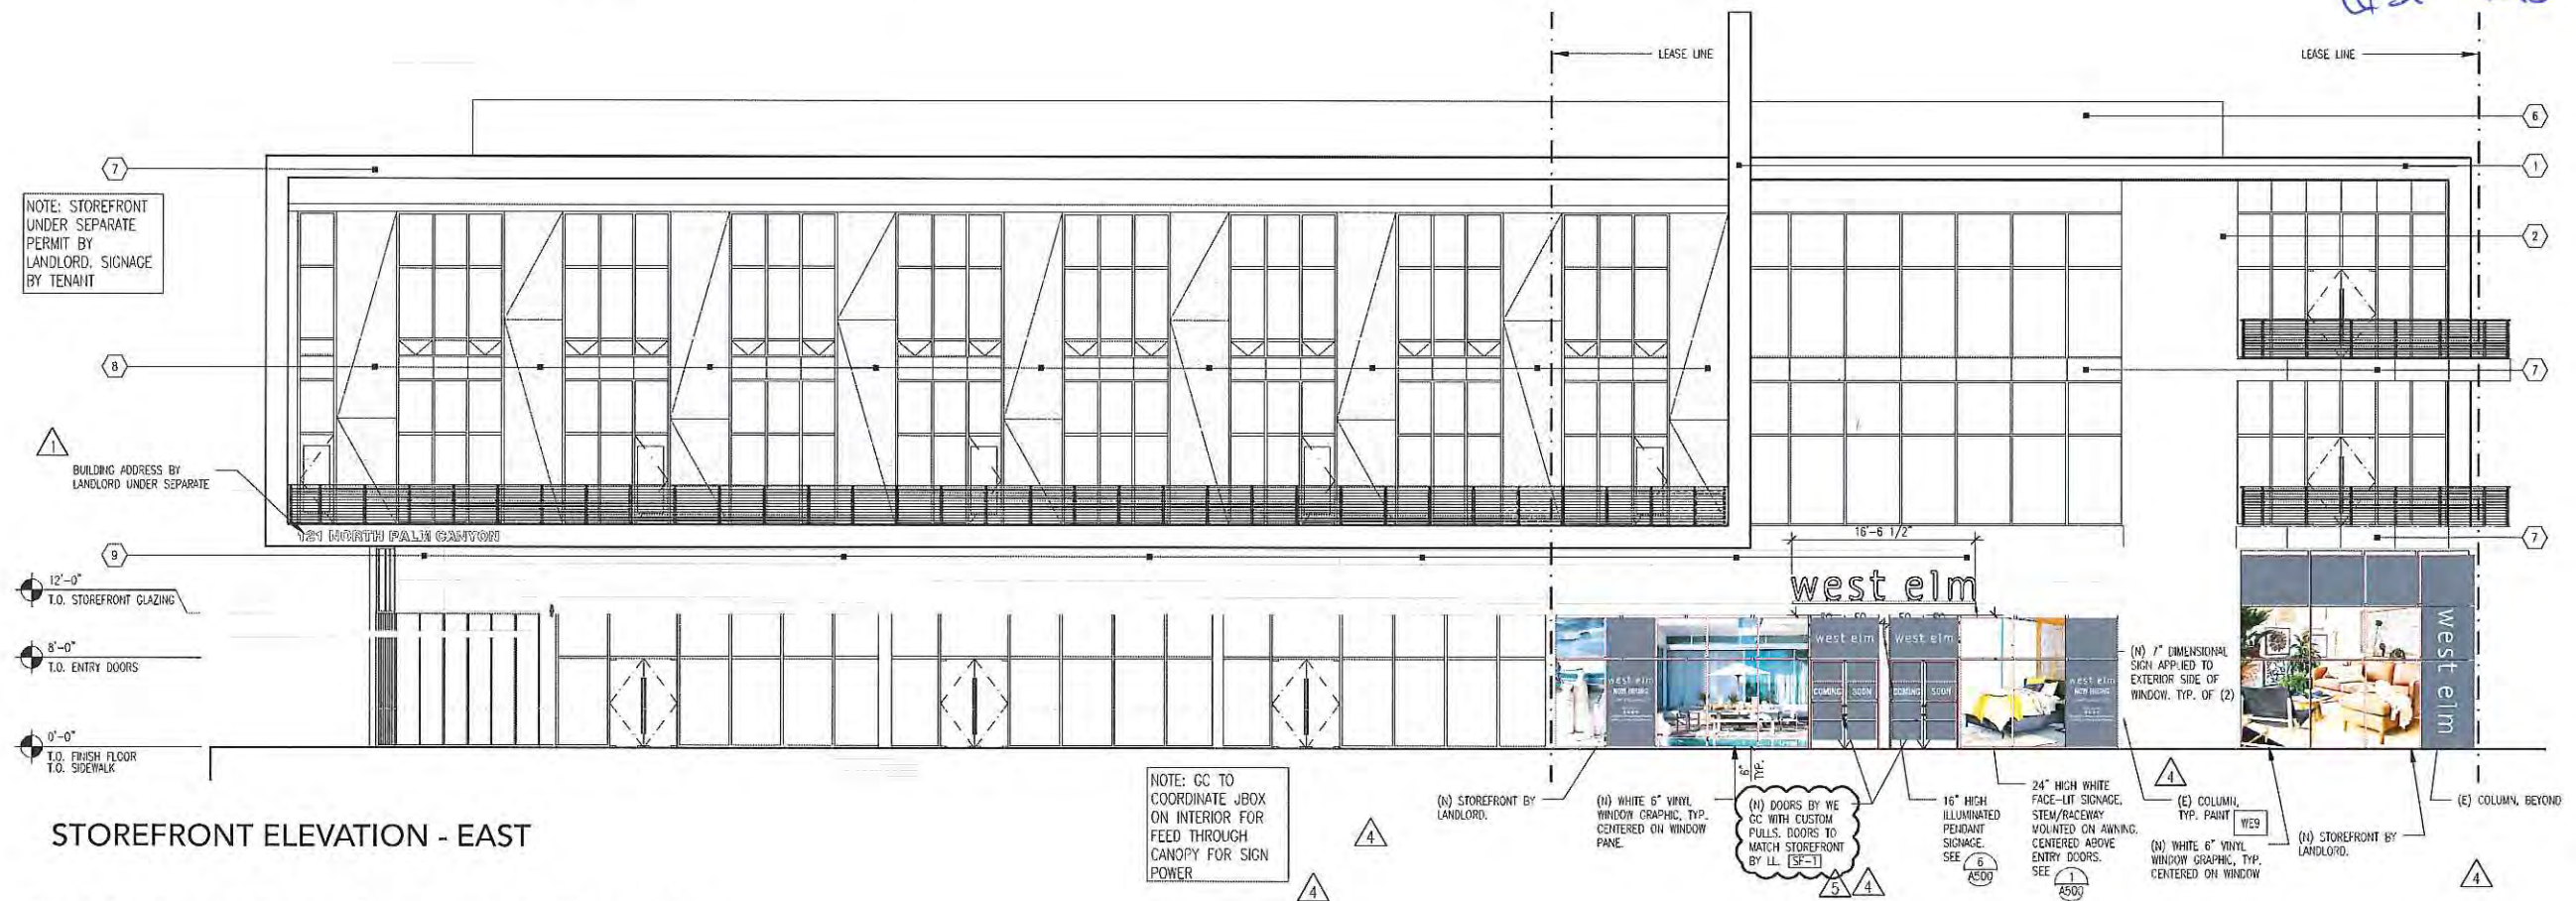 LEASE LINE
LEASE LINE
6
7
1
NOTE: STOREFRONT
UNDER SEPARATE
PERMIT BY
LANDLORD, SIGNAGE
BY TENANT
2
8
7
1
BUILDING ADDRESS BY
LANDLORD UNDER SEPARATE
121 NORTH PALM CANYON
16'-6 1/2"
9
7
12'-0"
T.O. STOREFRONT GLAZING
west elm
8'-0"
T.O. ENTRY DOORS
west elm
west elm
west elm
(N) 7" DIMENSIONAL
SIGN APPLIED TO
EXTERIOR SIDE OF
WINDOW. TYP. OF (2)
west elm
NOW HIRING
COMING SOON
COMING SOON
west elm
NOW HIRING
0'-0"
T.O. FINISH FLOOR
T.O. SIDEWALK
6" TYP.
NOTE: GC TO
COORDINATE JBOX
ON INTERIOR FOR
FEED THROUGH
CANOPY FOR SIGN
POWER
4
4
(N) STOREFRONT BY
LANDLORD.
(N) WHITE 6" VINYL
WINDOW GRAPHIC, TYP.
CENTERED ON WINDOW
PANE.
(N) DOORS BY WE
GC WITH CUSTOM
PULLS. DOORS TO
MATCH STOREFRONT
BY LL. SF-1
5
4
16" HIGH
ILLUMINATED
PENDANT
SIGNAGE.
SEE 6
A500
24" HIGH WHITE
FACE-LIT SIGNAGE,
STEM/RACEWAY
MOUNTED ON AWNING.
CENTERED ABOVE
ENTRY DOORS.
SEE 1
A500
4
(E) COLUMN,
TYP. PAINT WE9
(N) WHITE 6" VINYL
WINDOW GRAPHIC, TYP.
CENTERED ON WINDOW
(N) STOREFRONT BY
LANDLORD.
(E) COLUMN, BEYOND
4
STOREFRONT ELEVATION - EAST